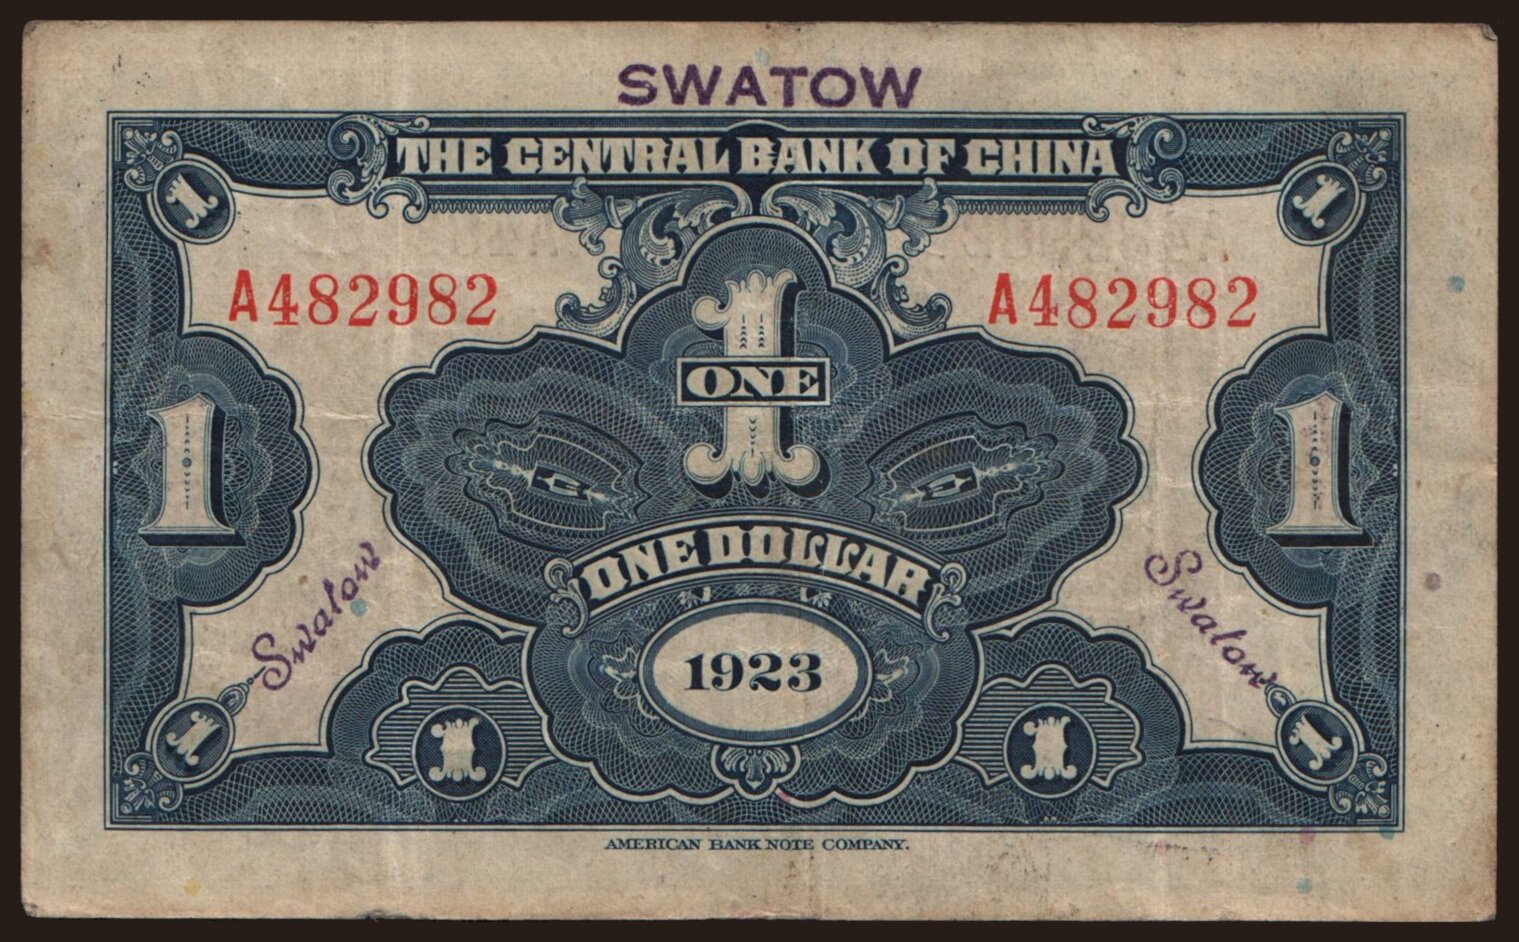 SWATOW
THE CENTRAL BANK OF CHINA
1 1
A482982 A482982
1
ONE
1 1
ONE DOLLAR
Swatow Swatow
1923
1 1 1 1
AMERICAN BANK NOTE COMPANY.